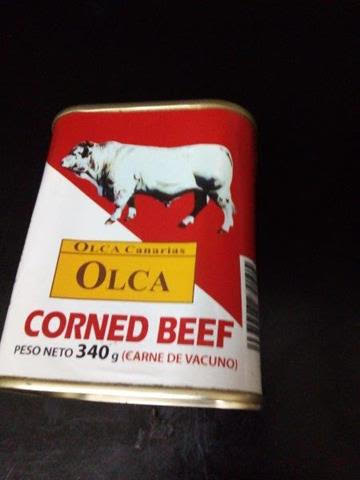 OLCA Canarias
OLCA
CORNED BEEF
PESO NETO 340 g (CARNE DE VACUNO)